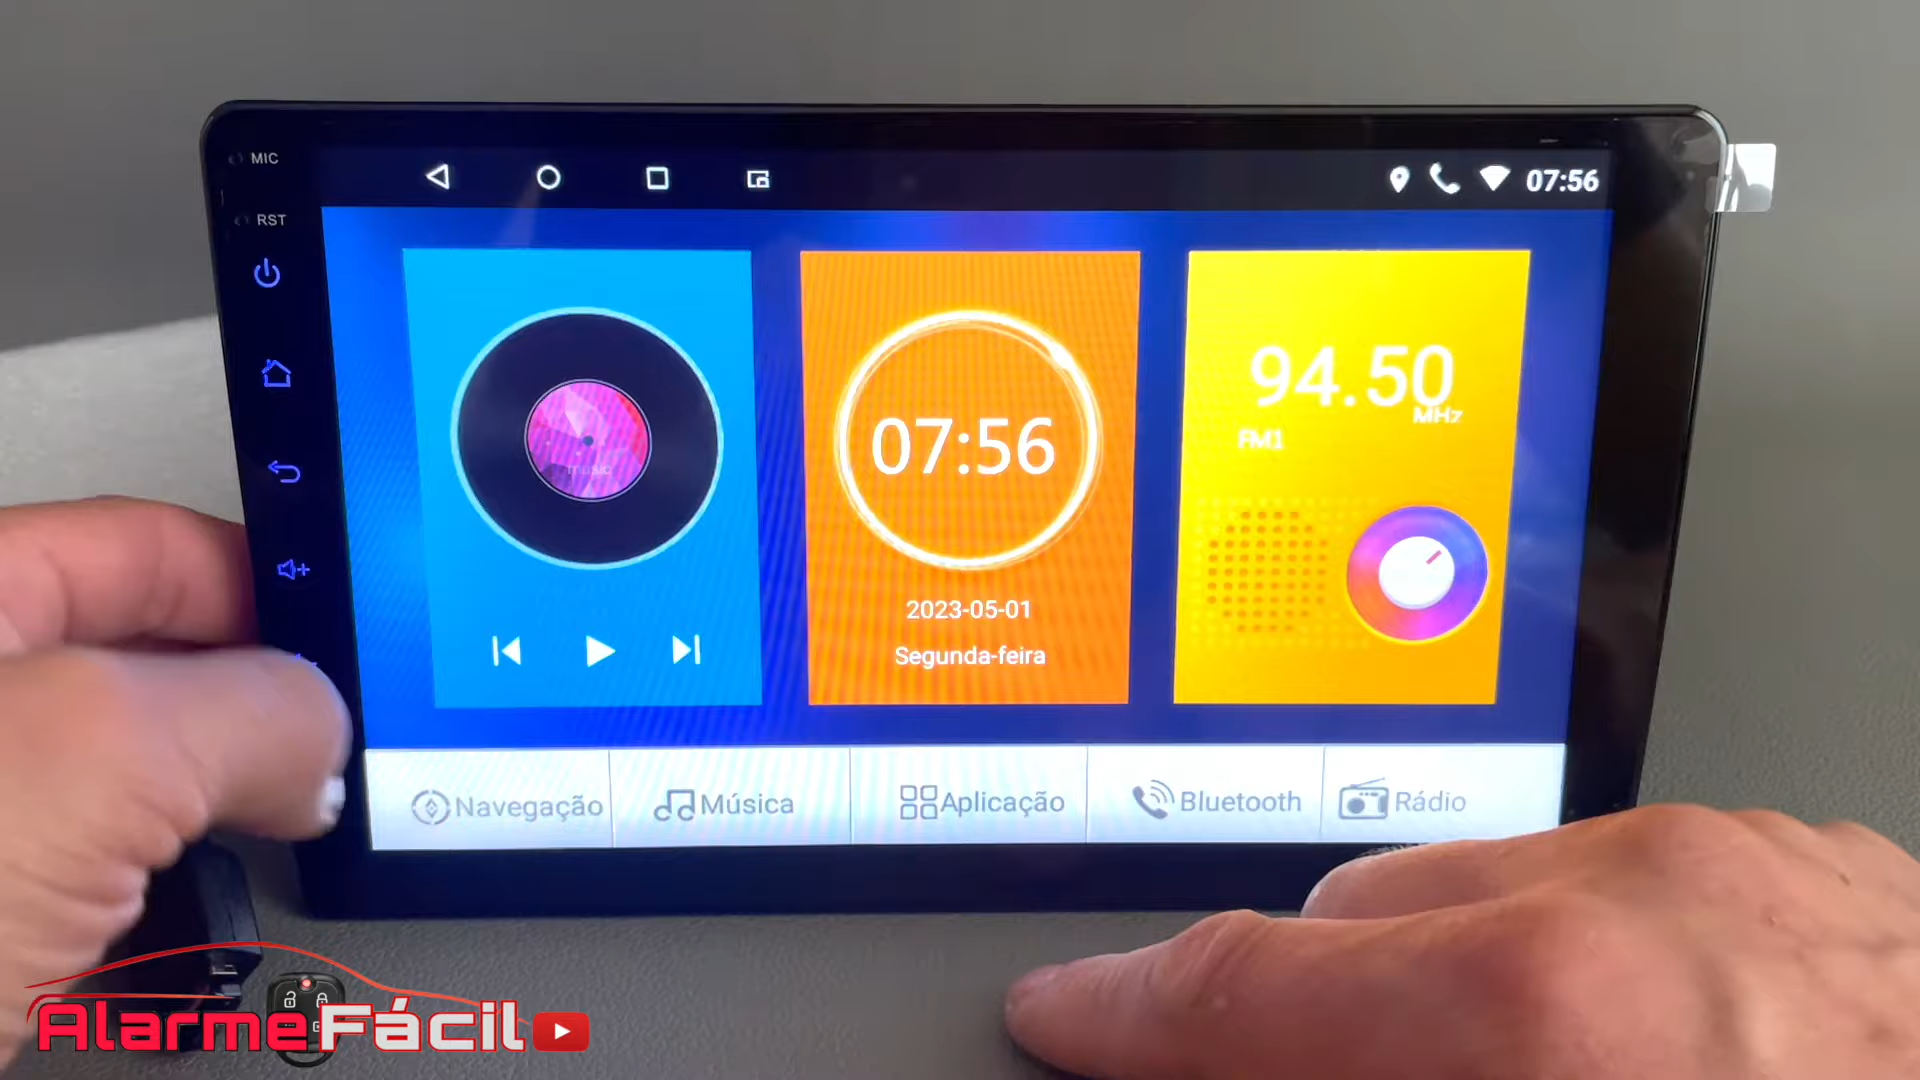 MIC
RST
07:56
music
07:56
2023-05-01
Segunda-feira
94.50
MHz
FM1
Navegação
Música
Aplicação
Bluetooth
Rádio
AlarmeFácil